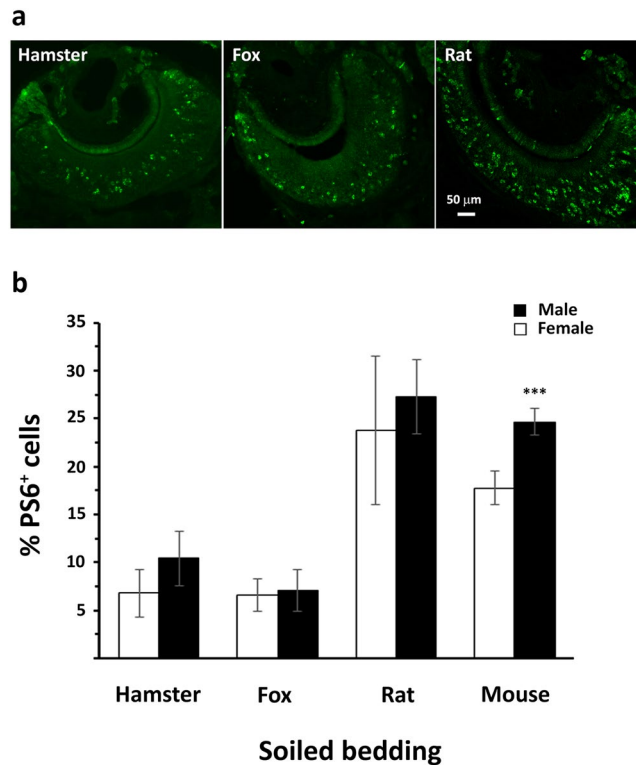 a
Hamster
Fox
Rat
50 μm
b
Male
Female
***
35
30
25
20
15
10
5
% PS6⁺ cells
Hamster Fox Rat Mouse
Soiled bedding